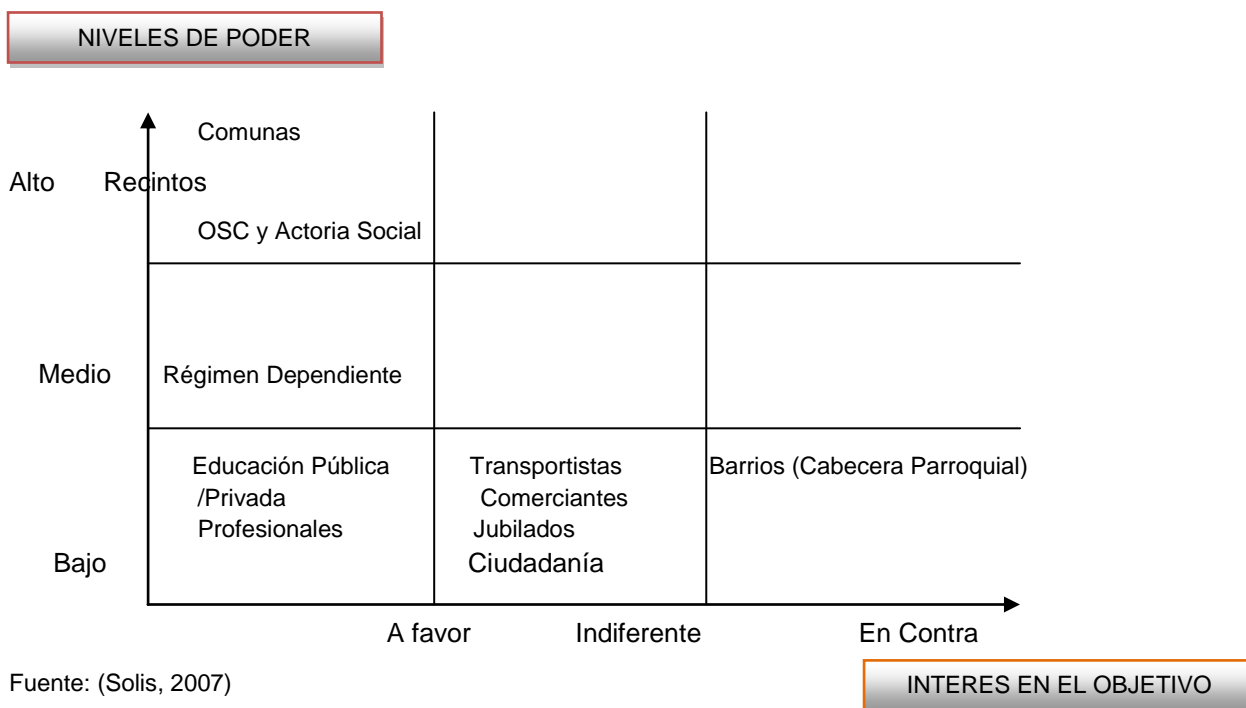 NIVELES DE PODER
Comunas
Alto Recintos
OSC y Actoria Social
Medio Régimen Dependiente
Educación Pública Transportistas Barrios (Cabecera Parroquial)
/Privada Comerciantes
Profesionales Jubilados
Bajo Ciudadanía
A favor Indiferente En Contra
Fuente: (Solis, 2007) INTERES EN EL OBJETIVO